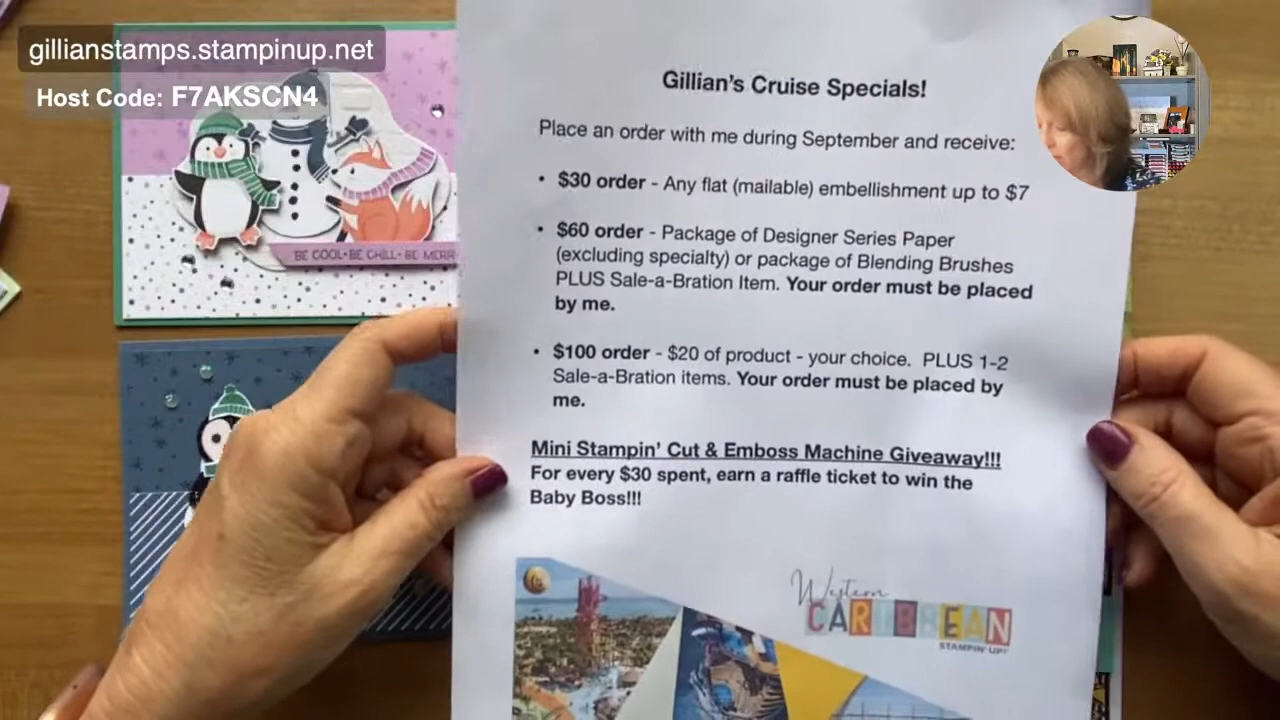 gillianstamps.stampinup.net
Host Code: F7AKSCN4
BE COOL•BE CHILL•BE MERR
Gillian's Cruise Specials!
Place an order with me during September and receive:
• $30 order - Any flat (mailable) embellishment up to $7
• $60 order - Package of Designer Series Paper
(excluding specialty) or package of Blending Brushes
PLUS Sale-a-Bration Item. Your order must be placed
by me.
• $100 order - $20 of product - your choice. PLUS 1-2
Sale-a-Bration items. Your order must be placed by
me.
Mini Stampin' Cut & Emboss Machine Giveaway!!!
For every $30 spent, earn a raffle ticket to win the
Baby Boss!!!
Western
CARIBBEAN
STAMPIN' UP!